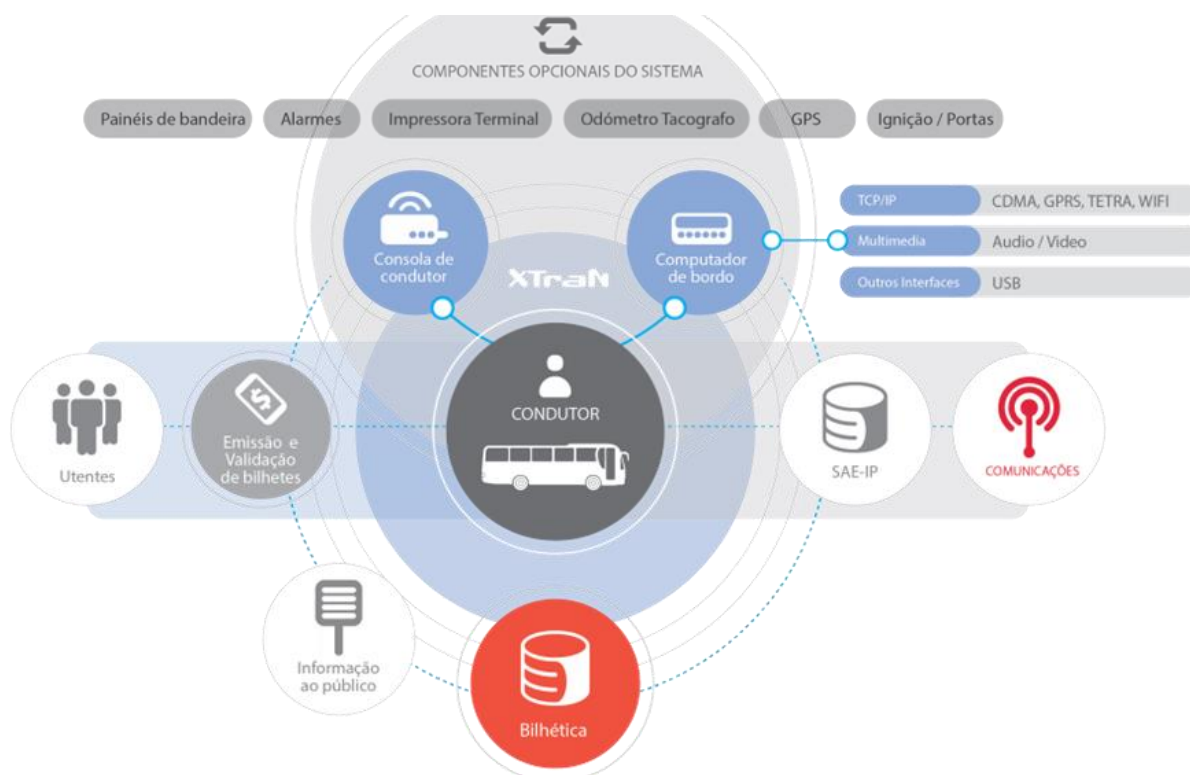 COMPONENTES OPCIONAIS DO SISTEMA
Painéis de bandeira
Alarmes
Impressora Terminal
Odómetro Tacografo
GPS
Ignição / Portas
Consola de
condutor
Computador
de bordo
TCP/IP
CDMA, GPRS, TETRA, WIFI
Multimedia
Audio / Video
Outros Interfaces
USB
XTraN
CONDUTOR
Utentes
$
Emissão e
Validação
de bilhetes
SAE-IP
COMUNICAÇÕES
Informação
ao público
Bilhética